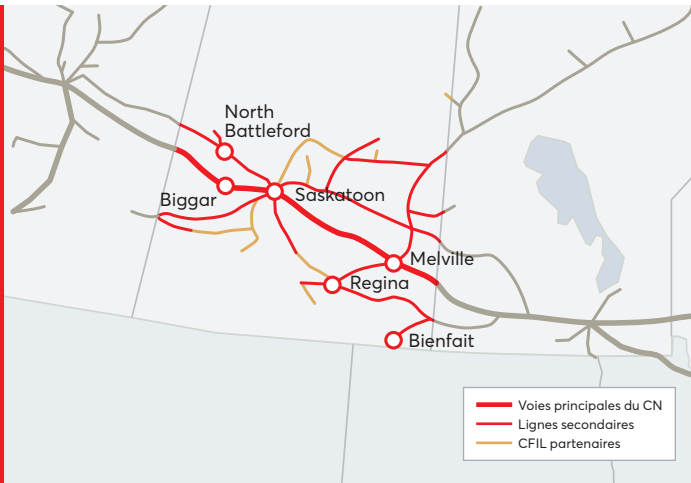 North
Battleford
Biggar
Saskatoon
Melville
Regina
Bienfait
Voies principales du CN
Lignes secondaires
CFIL partenaires